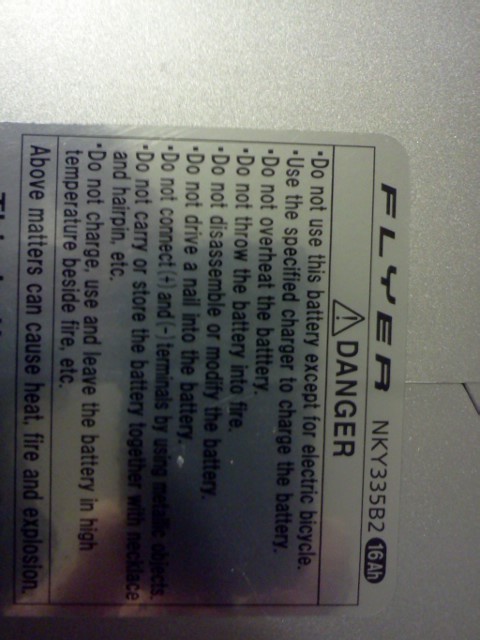 FLYER NKY335B2 16Ah
⚠DANGER
•Do not use this battery except for electric bicycle.
•Use the specified charger to charge the battery.
•Do not overheat the batttery.
•Do not throw the battery into fire.
•Do not disassemble or modify the battery.
•Do not drive a nail into the battery.
•Do not connect (+) and (-) terminals by using metallic objects.
•Do not carry or store the battery together with necklace
and hairpin, etc.
•Do not charge, use and leave the battery in high
temperature beside fire, etc.
Above matters can cause heat, fire and explosion.